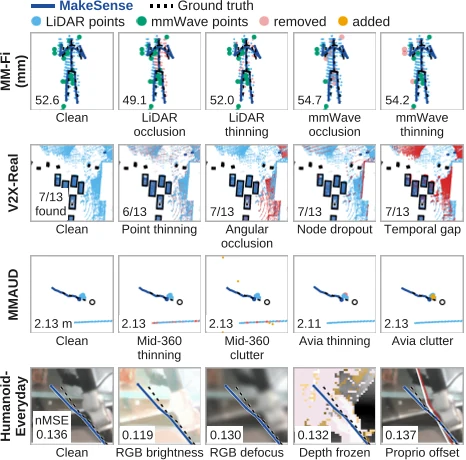 MakeSense Ground truth
LiDAR points mmWave points removed added
MM-Fi
(mm)
52.6 49.1 52.0 54.7 54.2
Clean LiDAR occlusion LiDAR thinning mmWave occlusion mmWave thinning
V2X-Real
7/13 found 6/13 7/13 7/13 7/13
Clean Point thinning Angular occlusion Node dropout Temporal gap
MMAUD
2.13 m 2.13 2.13 2.11 2.13
Clean Mid-360 thinning Mid-360 clutter Avia thinning Avia clutter
Humanoid-
Everyday
nMSE
0.136 0.119 0.130 0.132 0.137
Clean RGB brightness RGB defocus Depth frozen Proprio offset